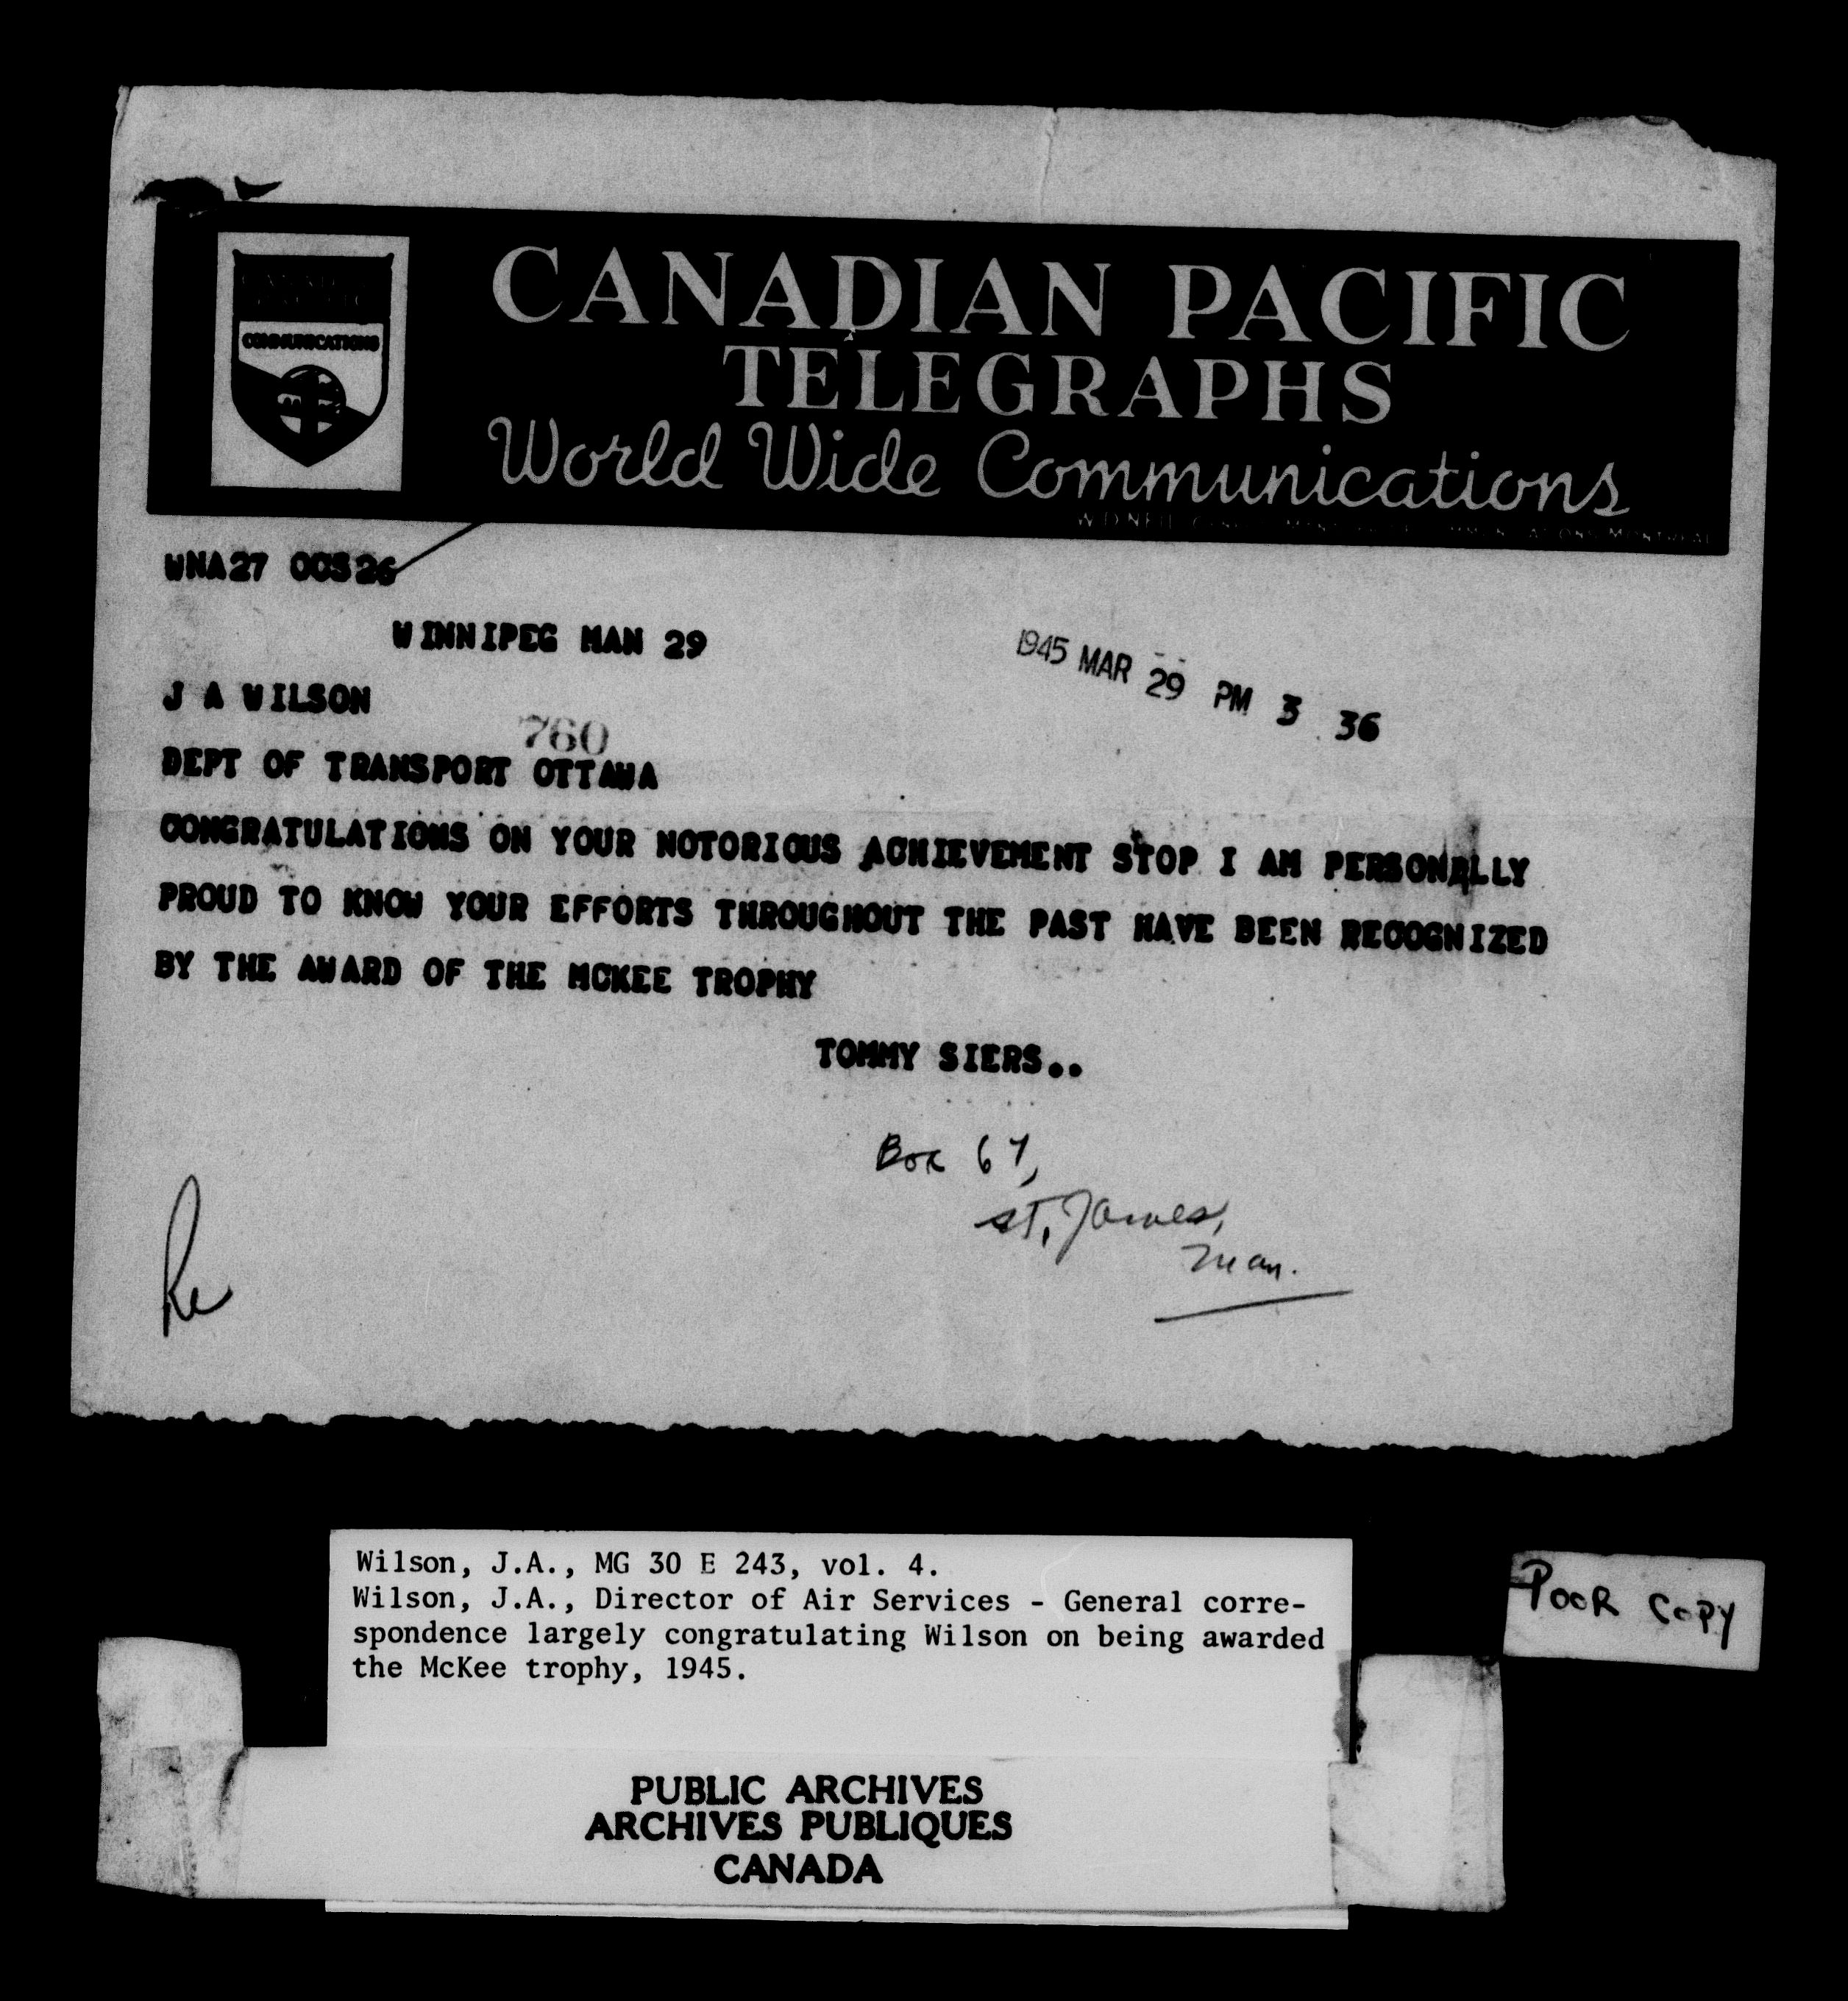 CANADIAN PACIFIC
TELEGRAPHS
World Wide Communications
COMMUNICATIONS
WNA27 OCS26
WINNIPEG MAN 29
1945 MAR 29 PM 3 36
J A WILSON
760
DEPT OF TRANSPORT OTTAWA
CONGRATULATIONS ON YOUR NOTORIOUS ACHIEVEMENT STOP I AM PERSONALLY
PROUD TO KNOW YOUR EFFORTS THROUGHOUT THE PAST HAVE BEEN RECOGNIZED
BY THE AWARD OF THE MCKEE TROPHY
TOMMY SIERS..
Box 67,
St. James,
Man.
Wilson, J.A., MG 30 E 243, vol. 4.
Wilson, J.A., Director of Air Services - General corre-
spondence largely congratulating Wilson on being awarded
the McKee trophy, 1945.
POOR COPY
PUBLIC ARCHIVES
ARCHIVES PUBLIQUES
CANADA